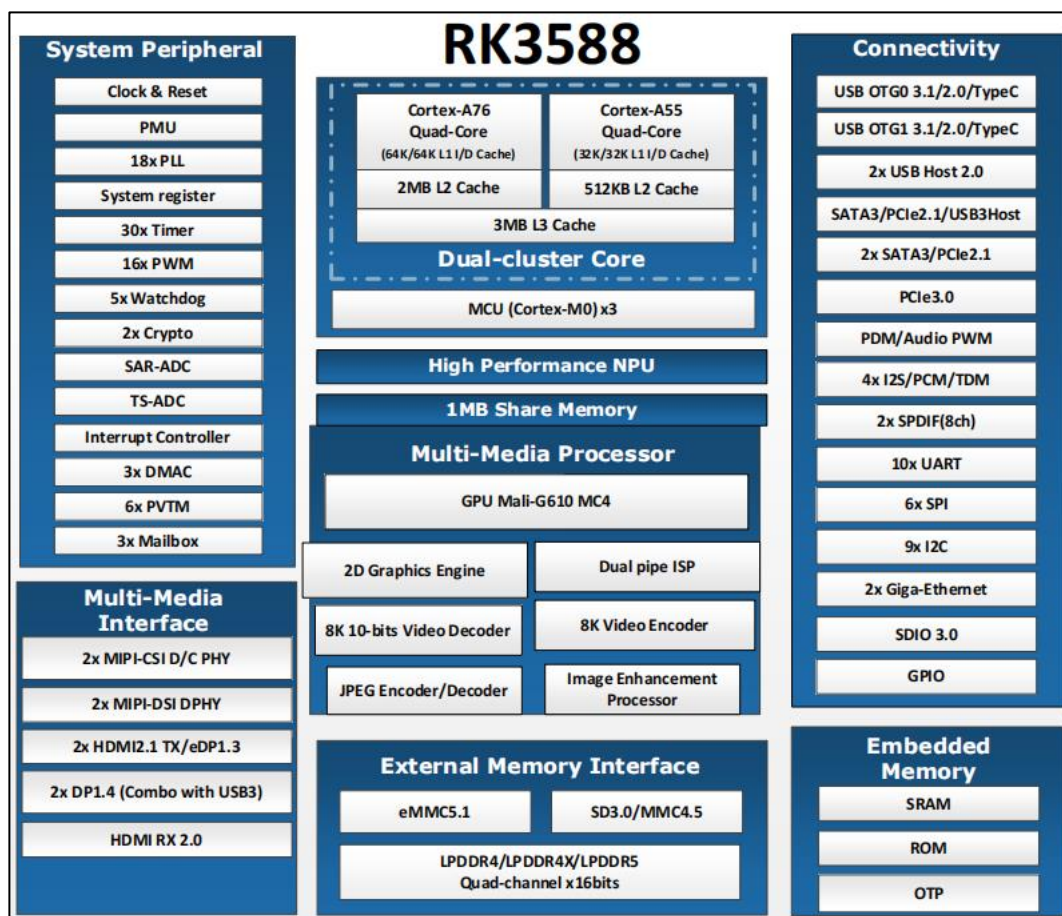 RK3588
System Peripheral
Clock & Reset
PMU
18x PLL
System register
30x Timer
16x PWM
5x Watchdog
2x Crypto
SAR-ADC
TS-ADC
Interrupt Controller
3x DMAC
6x PVTM
3x Mailbox
Multi-Media
Interface
2x MIPI-CSI D/C PHY
2x MIPI-DSI DPHY
2x HDMI2.1 TX/eDP1.3
2x DP1.4 (Combo with USB3)
HDMI RX 2.0
Cortex-A76
Quad-Core
(64K/64K L1 I/D Cache)
2MB L2 Cache
Cortex-A55
Quad-Core
(32K/32K L1 I/D Cache)
512KB L2 Cache
3MB L3 Cache
Dual-cluster Core
MCU (Cortex-M0) x3
High Performance NPU
1MB Share Memory
Multi-Media Processor
GPU Mali-G610 MC4
2D Graphics Engine
Dual pipe ISP
8K 10-bits Video Decoder
8K Video Encoder
JPEG Encoder/Decoder
Image Enhancement
Processor
External Memory Interface
eMMC5.1
SD3.0/MMC4.5
LPDDR4/LPDDR4X/LPDDR5
Quad-channel x16bits
Connectivity
USB OTG0 3.1/2.0/TypeC
USB OTG1 3.1/2.0/TypeC
2x USB Host 2.0
SATA3/PCIe2.1/USB3Host
2x SATA3/PCIe2.1
PCIe3.0
PDM/Audio PWM
4x I2S/PCM/TDM
2x SPDIF(8ch)
10x UART
6x SPI
9x I2C
2x Giga-Ethernet
SDIO 3.0
GPIO
Embedded
Memory
SRAM
ROM
OTP